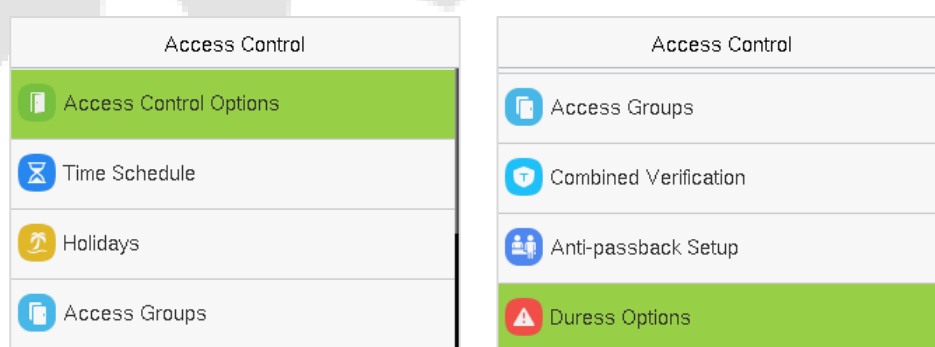 Access Control
Access Control Options
Time Schedule
Holidays
Access Groups
Access Control
Access Groups
Combined Verification
Anti-passback Setup
Duress Options